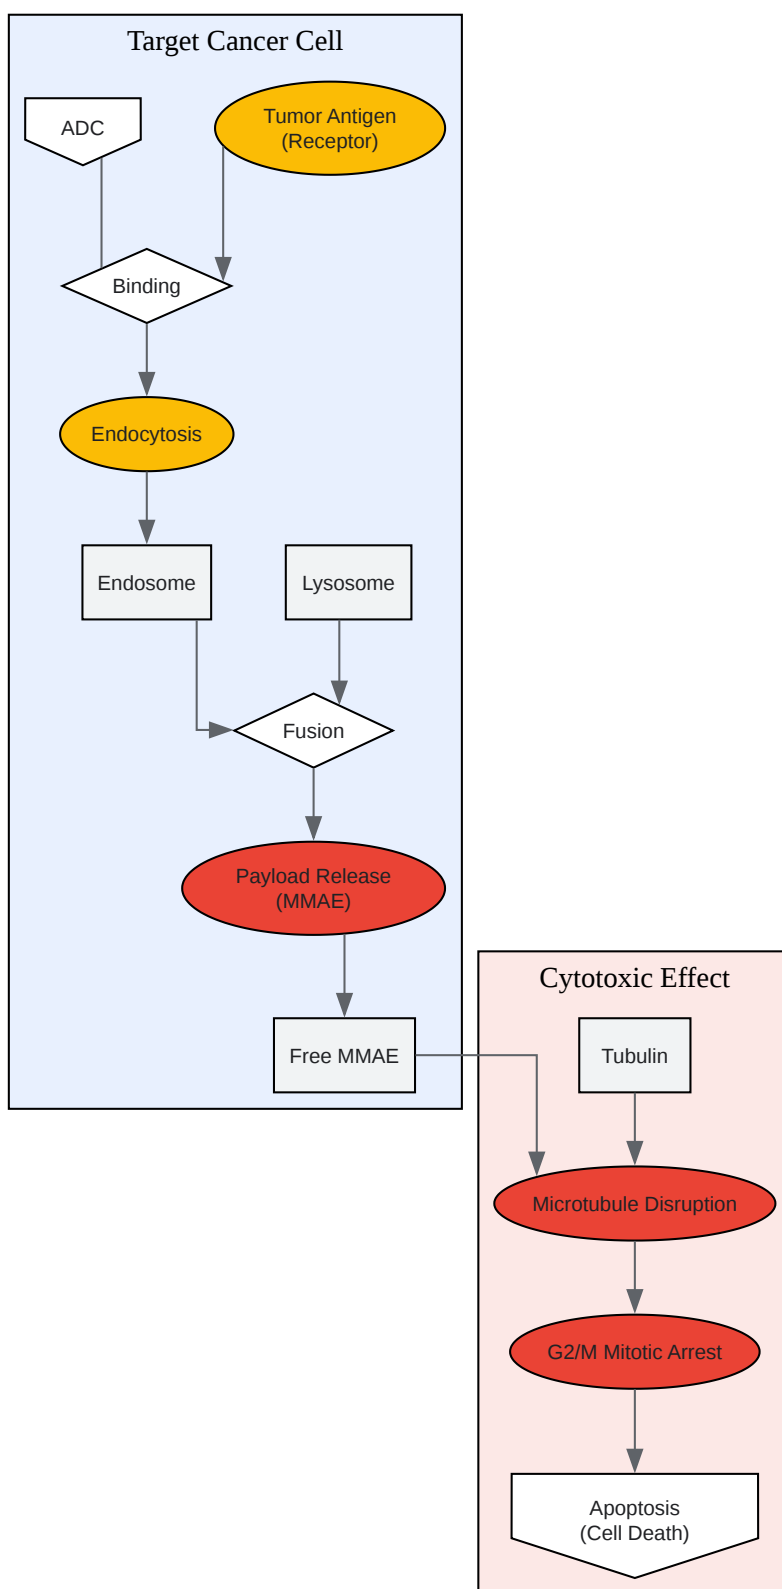 Target Cancer Cell
ADC
Tumor Antigen
(Receptor)
Binding
Endocytosis
Endosome
Lysosome
Fusion
Payload Release
(MMAE)
Free MMAE
Cytotoxic Effect
Tubulin
Microtubule Disruption
G2/M Mitotic Arrest
Apoptosis
(Cell Death)